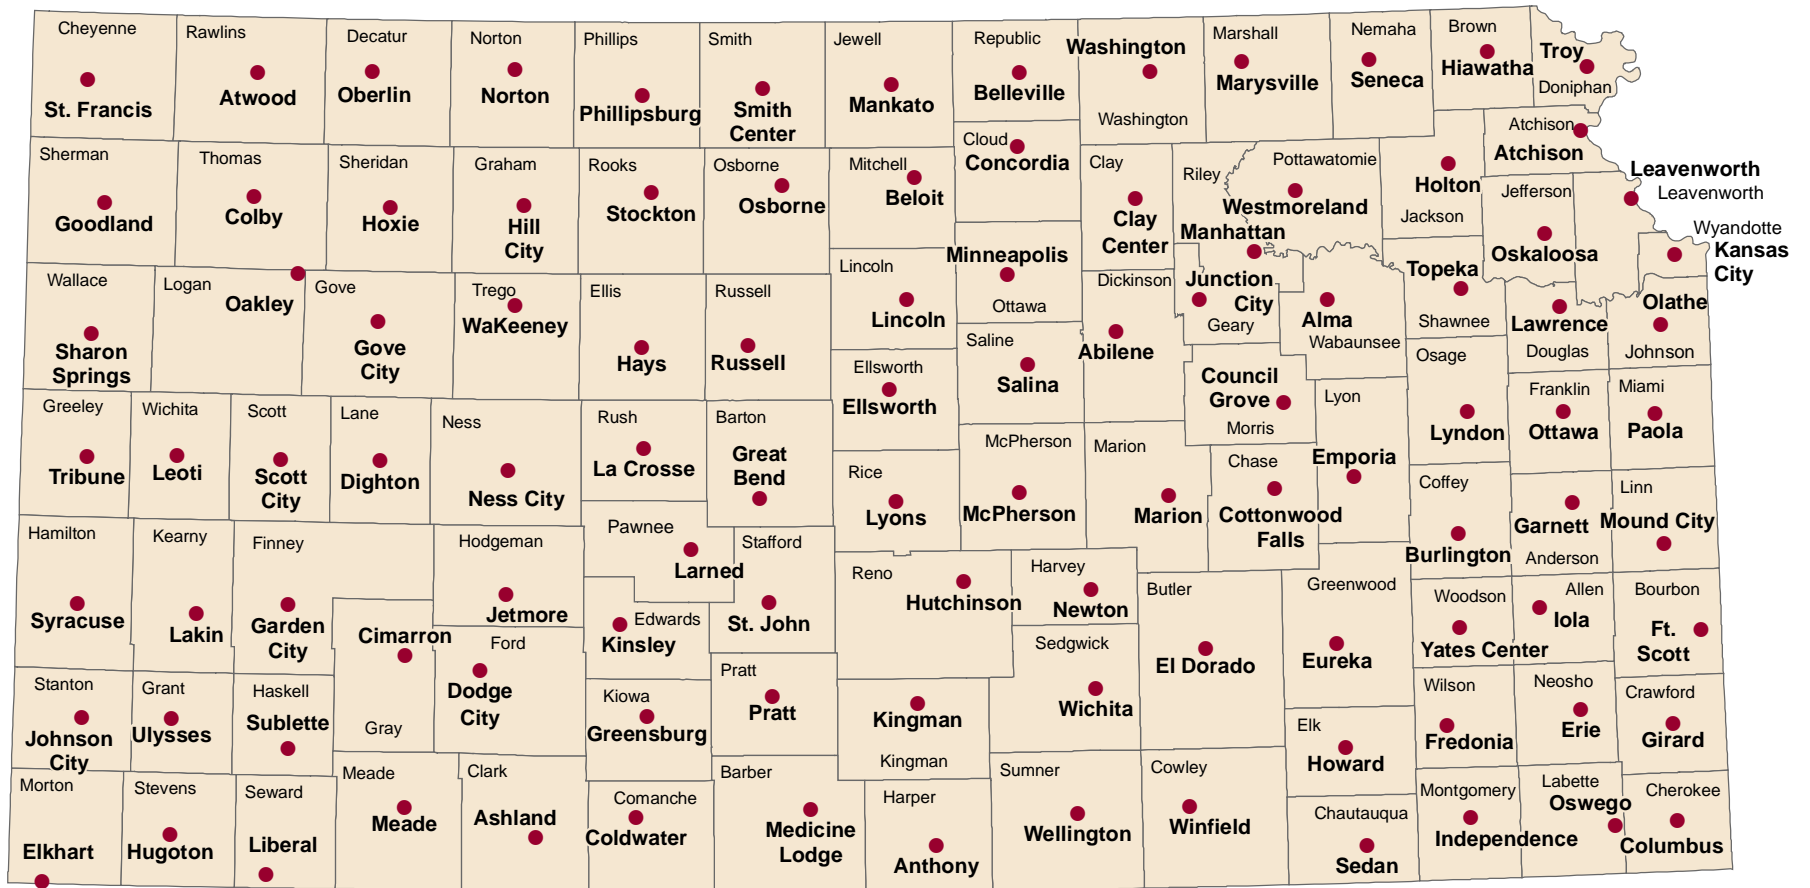 Cheyenne
St. Francis
Rawlins
Atwood
Decatur
Oberlin
Norton
Norton
Phillips
Phillipsburg
Smith
Smith
Center
Jewell
Mankato
Republic
Belleville
Washington
Washington
Marshall
Marysville
Nemaha
Seneca
Brown
Hiawatha
Troy
Doniphan
Sherman
Goodland
Thomas
Colby
Sheridan
Hoxie
Graham
Hill
City
Rooks
Stockton
Osborne
Osborne
Mitchell
Beloit
Cloud
Concordia
Clay
Clay
Center
Riley
Manhattan
Pottawatomie
Westmoreland
Holton
Jackson
Atchison
Atchison
Jefferson
Oskaloosa
Leavenworth
Leavenworth
Wyandotte
Kansas
City
Wallace
Sharon
Springs
Logan
Oakley
Gove
Gove
City
Trego
WaKeeney
Ellis
Hays
Russell
Russell
Lincoln
Lincoln
Minneapolis
Ottawa
Dickinson
Abilene
Junction
City
Geary
Alma
Wabaunsee
Topeka
Shawnee
Lawrence
Douglas
Olathe
Johnson
Ellsworth
Ellsworth
Saline
Salina
Council
Grove
Morris
Lyon
Emporia
Osage
Lyndon
Franklin
Ottawa
Miami
Paola
Greeley
Tribune
Wichita
Leoti
Scott
Scott
City
Lane
Dighton
Ness
Ness City
Rush
La Crosse
Barton
Great
Bend
Rice
Lyons
McPherson
McPherson
Marion
Marion
Chase
Cottonwood
Falls
Coffey
Burlington
Garnett
Anderson
Linn
Mound City
Hamilton
Syracuse
Kearny
Lakin
Finney
Garden
City
Hodgeman
Jetmore
Pawnee
Larned
Stafford
St. John
Edwards
Kinsley
Reno
Hutchinson
Harvey
Newton
Butler
El Dorado
Greenwood
Eureka
Woodson
Yates Center
Allen
Iola
Bourbon
Ft.
Scott
Cimarron
Gray
Ford
Dodge
City
Stanton
Johnson
City
Grant
Ulysses
Haskell
Sublette
Kiowa
Greensburg
Pratt
Pratt
Kingman
Kingman
Sedgwick
Wichita
Elk
Howard
Wilson
Fredonia
Neosho
Erie
Crawford
Girard
Morton
Elkhart
Stevens
Hugoton
Seward
Liberal
Meade
Meade
Clark
Ashland
Comanche
Coldwater
Barber
Medicine
Lodge
Harper
Anthony
Sumner
Wellington
Cowley
Winfield
Chautauqua
Sedan
Montgomery
Independence
Labette
Oswego
Cherokee
Columbus